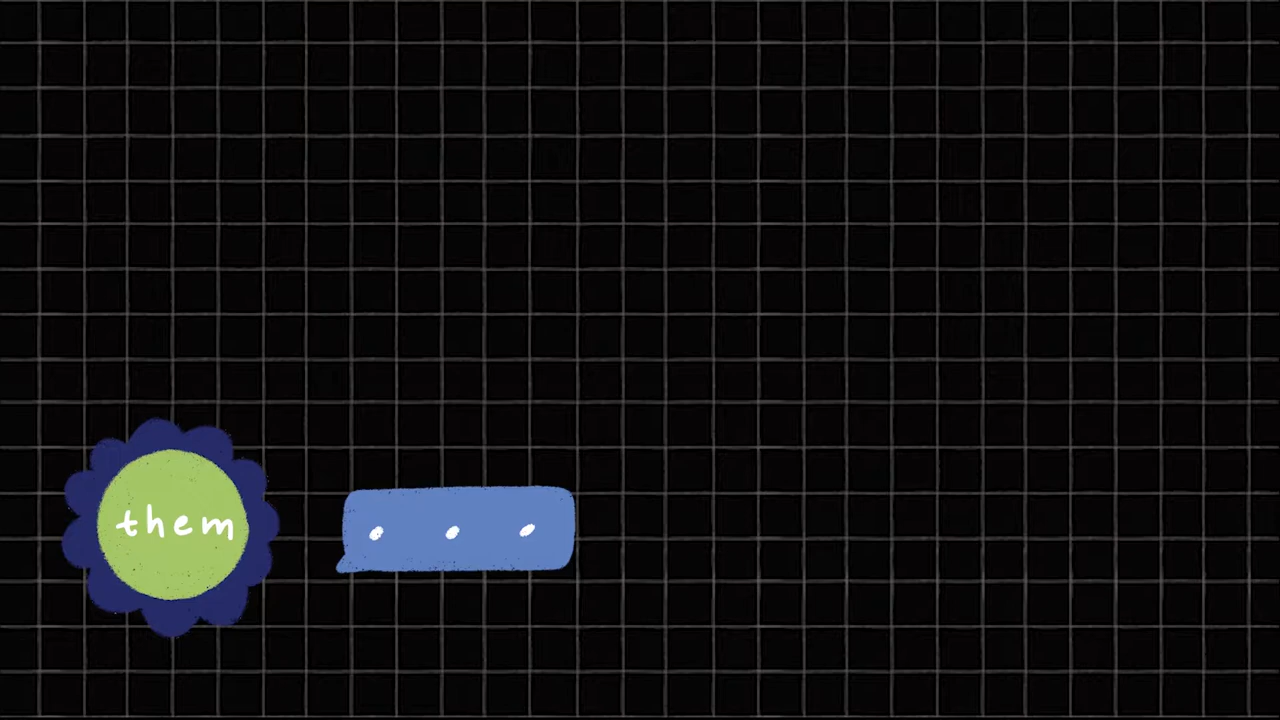 them
. . .